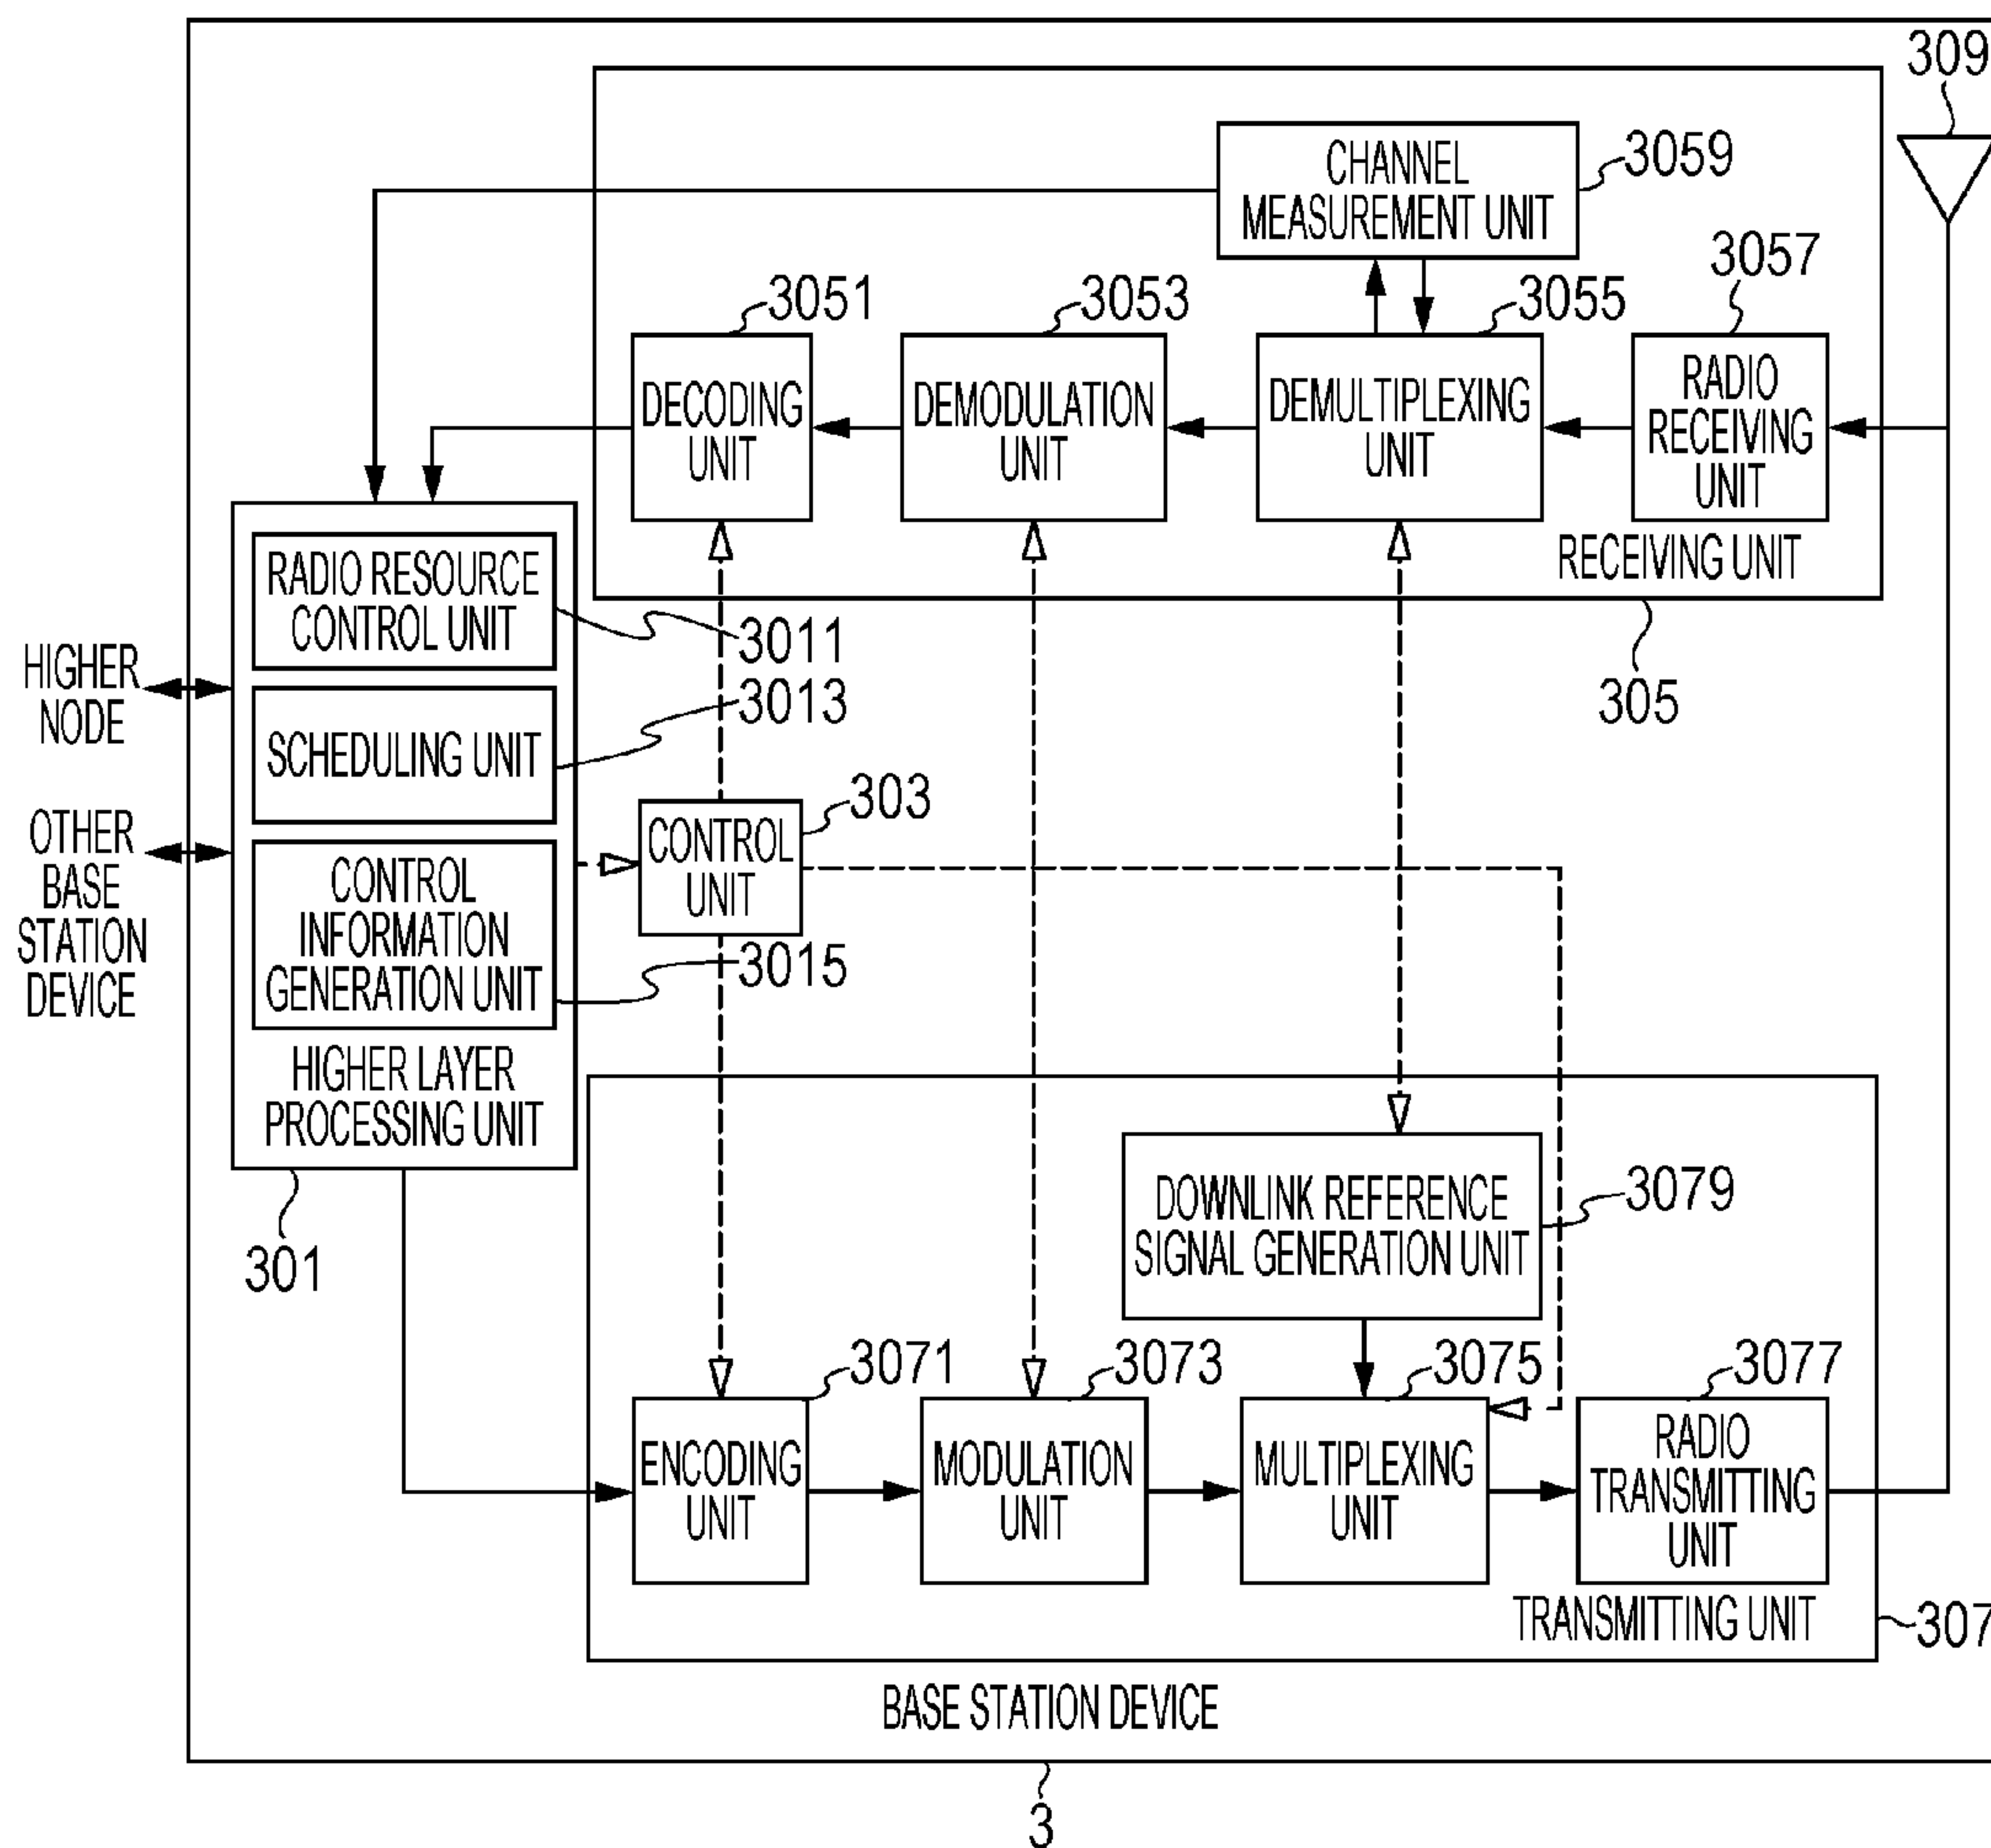 309
CHANNEL
MEASUREMENT UNIT
3059
3057
3051
3053
3055
DECODING
UNIT
DEMODULATION
UNIT
DEMULTIPLEXING
UNIT
RADIO
RECEIVING
UNIT
RECEIVING UNIT
305
RADIO RESOURCE
CONTROL UNIT
3011
HIGHER
NODE
SCHEDULING UNIT
3013
OTHER
BASE
STATION
DEVICE
CONTROL
INFORMATION
GENERATION UNIT
3015
CONTROL
UNIT
303
HIGHER LAYER
PROCESSING UNIT
301
DOWNLINK REFERENCE
SIGNAL GENERATION UNIT
3079
3071
3073
3075
3077
ENCODING
UNIT
MODULATION
UNIT
MULTIPLEXING
UNIT
RADIO
TRANSMITTING
UNIT
TRANSMITTING UNIT
307
BASE STATION DEVICE
3